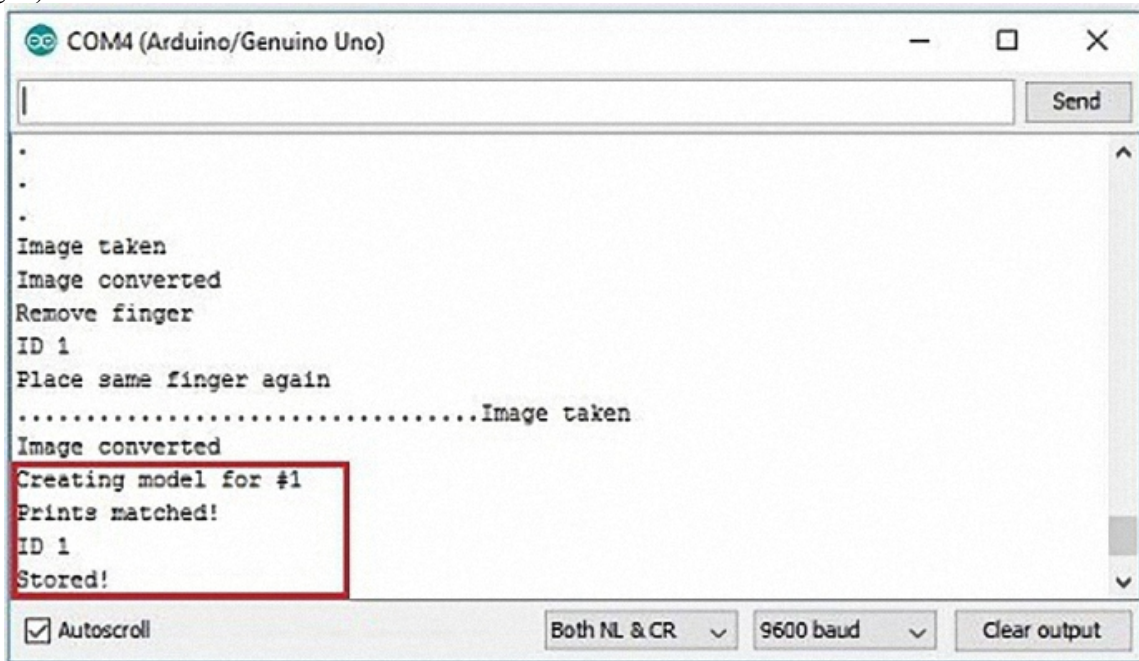 COM4 (Arduino/Genuino Uno)
Send
.
.
.
Image taken
Image converted
Remove finger
ID 1
Place same finger again
..................................Image taken
Image converted
Creating model for #1
Prints matched!
ID 1
Stored!
Autoscroll
Both NL & CR
9600 baud
Clear output